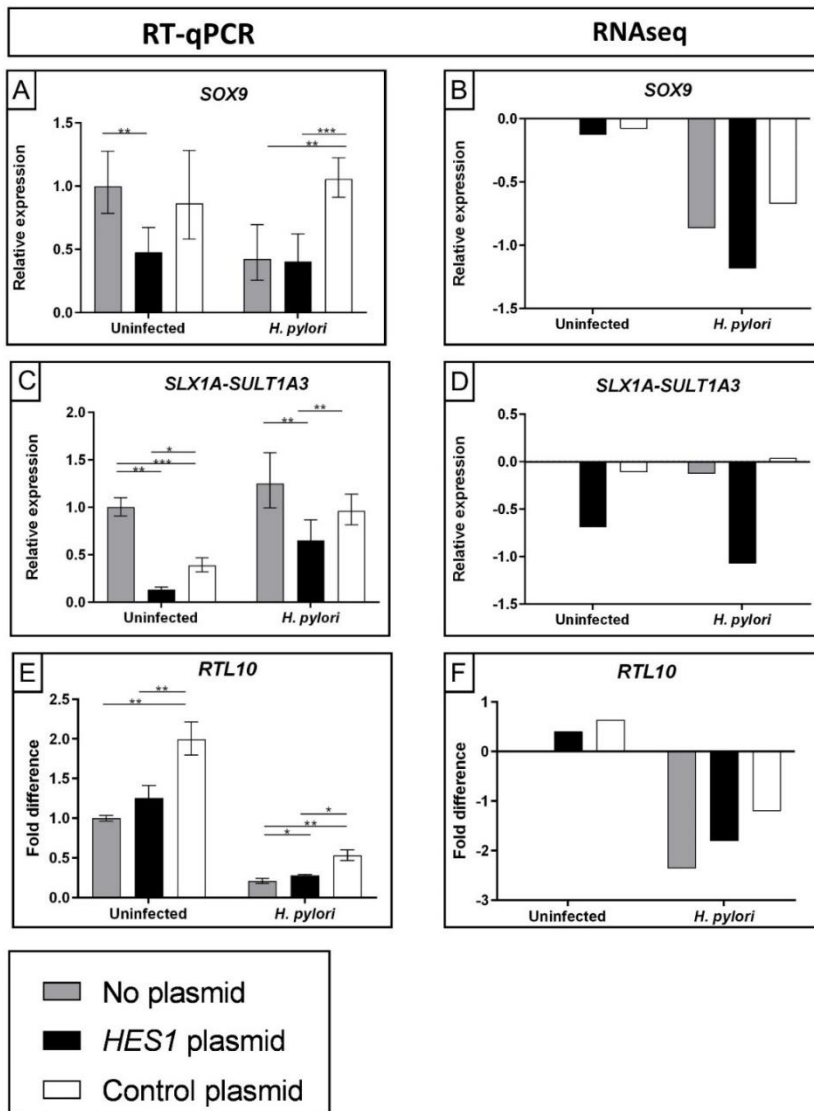 RT-qPCR RNAseq
A
SOX9
Relative expression
1.5
1.0
0.5
0.0
**
***
**
Uninfected H. pylori
B
SOX9
Relative expression
0.0
-0.5
-1.0
-1.5
Uninfected H. pylori
C
SLX1A-SULT1A3
Relative expression
2.0
1.5
1.0
0.5
0.0
*
***
**
**
**
Uninfected H. pylori
D
SLX1A-SULT1A3
Relative expression
0.5
0.0
-0.5
-1.0
-1.5
Uninfected H. pylori
E
RTL10
Fold difference
2.5
2.0
1.5
1.0
0.5
0.0
**
**
*
**
*
Uninfected H. pylori
F
RTL10
Fold difference
1
0
-1
-2
-3
Uninfected H. pylori
No plasmid
HES1 plasmid
Control plasmid